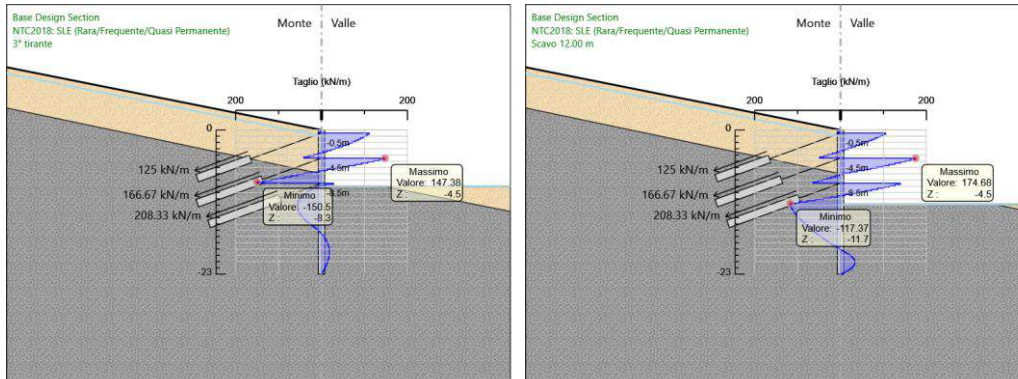 Base Design Section
NTC2018: SLE (Rara/Frequente/Quasi Permanente)
3° tirante
Monte
Valle
Taglio (kN/m)
200
200
0
-0.5m
125 kN/m
-4.5m
Massimo
Valore: 147.38
Z : -4.5
166.67 kN/m
-8.5m
208.33 kN/m
Minimo
Valore: -150.5
Z : -8.3
-23
Base Design Section
NTC2018: SLE (Rara/Frequente/Quasi Permanente)
Scavo 12.00 m
Monte
Valle
Taglio (kN/m)
200
200
0
-0.5m
125 kN/m
-4.5m
Massimo
Valore: 174.68
Z : -4.5
166.67 kN/m
-8.5m
208.33 kN/m
Minimo
Valore: -117.37
Z : -11.7
-23